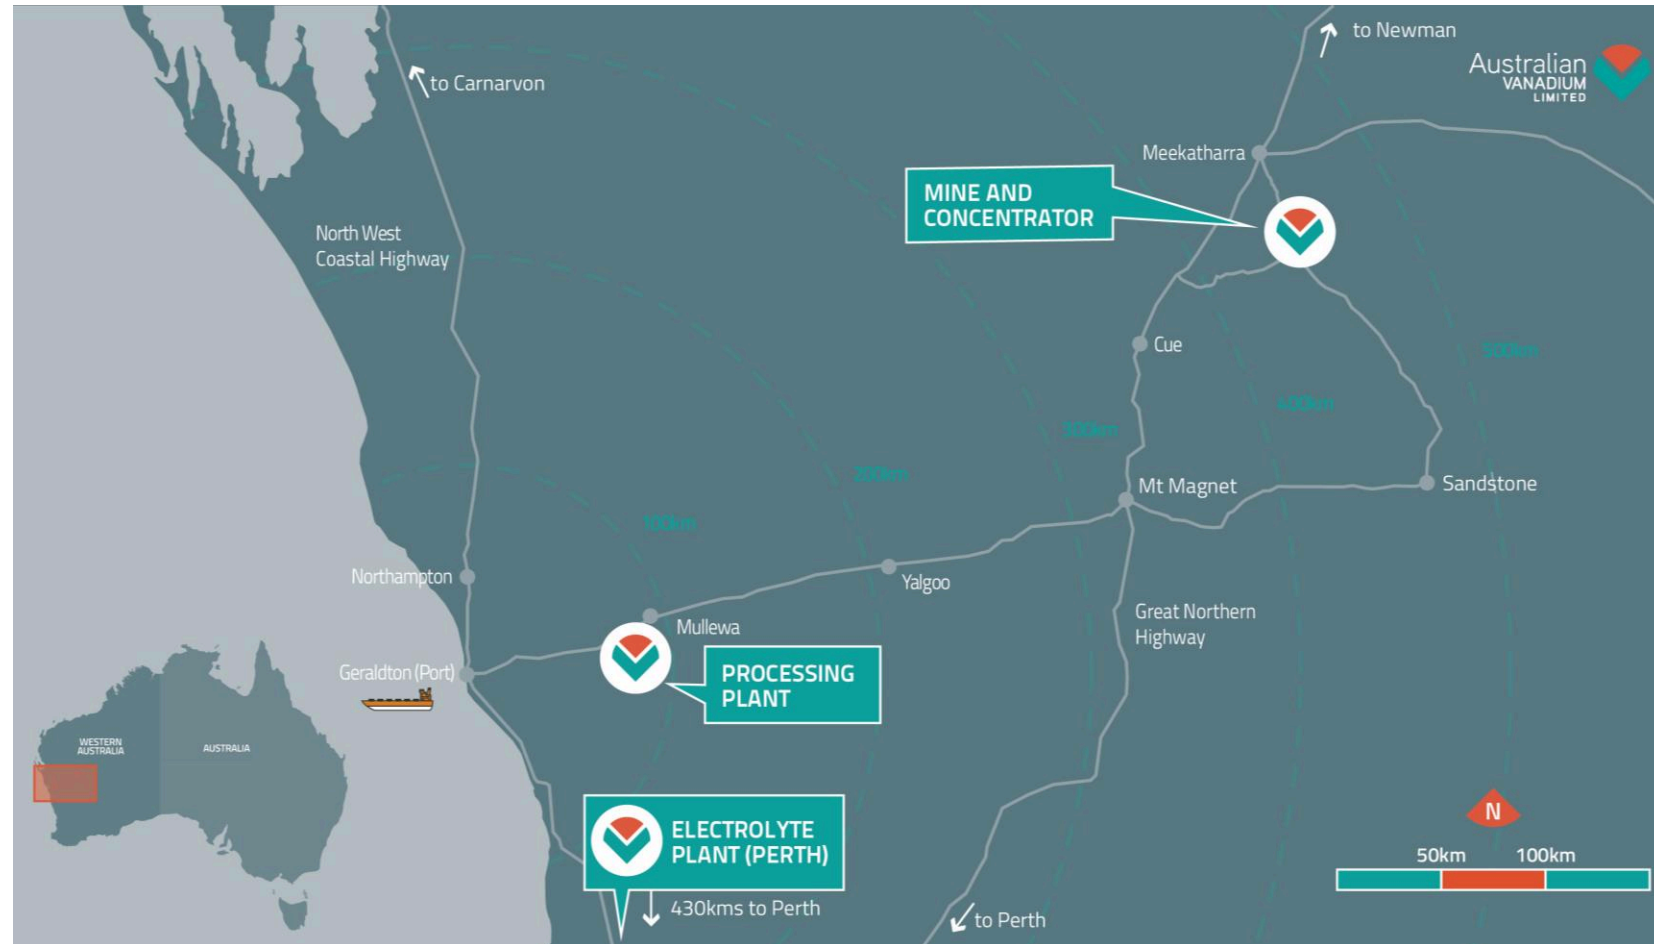 to Newman
Australian
VANADIUM
LIMITED
to Carnarvon
Meekatharra
MINE AND
CONCENTRATOR
North West
Coastal Highway
Cue
500km
400km
300km
200km
Mt Magnet
Sandstone
100km
Northampton
Yalgoo
Great Northern
Highway
Mullewa
Geraldton (Port)
PROCESSING
PLANT
WESTERN
AUSTRALIA
AUSTRALIA
N
ELECTROLYTE
PLANT (PERTH)
50km
100km
430kms to Perth
to Perth